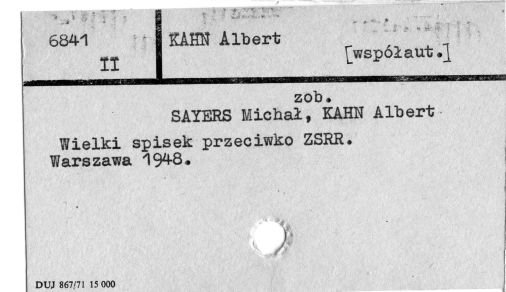 6841
II
KAHN Albert
[współaut.]
zob.
SAYERS Michał, KAHN Albert
Wielki spisek przeciwko ZSRR.
Warszawa 1948.
DUJ 867/71 15 000